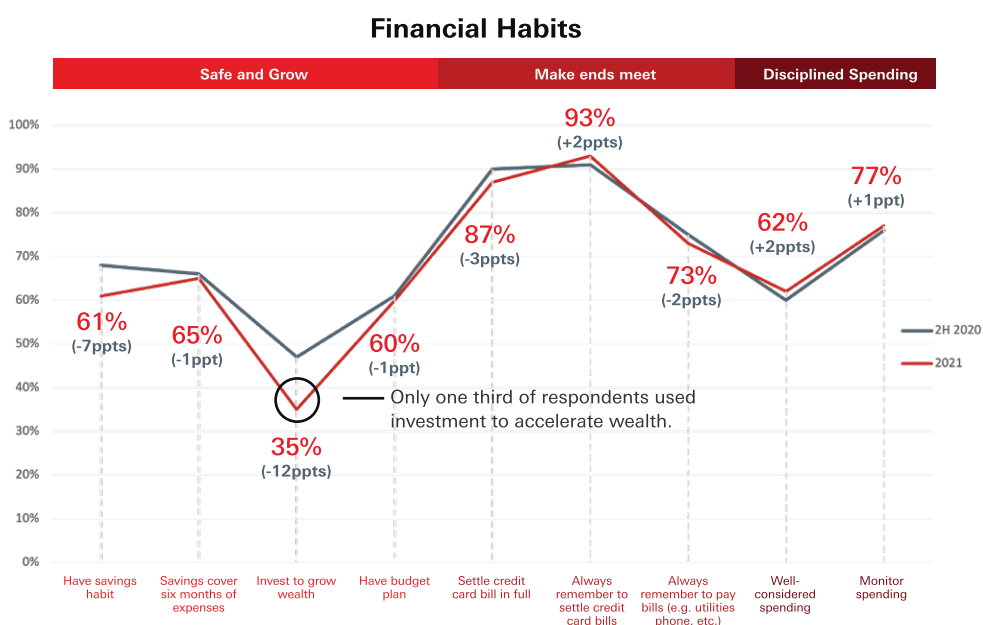 Financial Habits
Safe and Grow
Make ends meet
Disciplined Spending
100%
90%
80%
70%
60%
50%
40%
30%
20%
10%
0%
61%
(-7ppts)
65%
(-1ppt)
35%
(-12ppts)
60%
(-1ppt)
87%
(-3ppts)
93%
(+2ppts)
73%
(-2ppts)
62%
(+2ppts)
77%
(+1ppt)
Only one third of respondents used
investment to accelerate wealth.
2H 2020
2021
Have savings
habit
Savings cover
six months of
expenses
Invest to grow
wealth
Have budget
plan
Settle credit
card bill in full
Always
remember to
settle credit
card bills
Always
remember to pay
bills (e.g. utilities
phone, etc.)
Well-
considered
spending
Monitor
spending